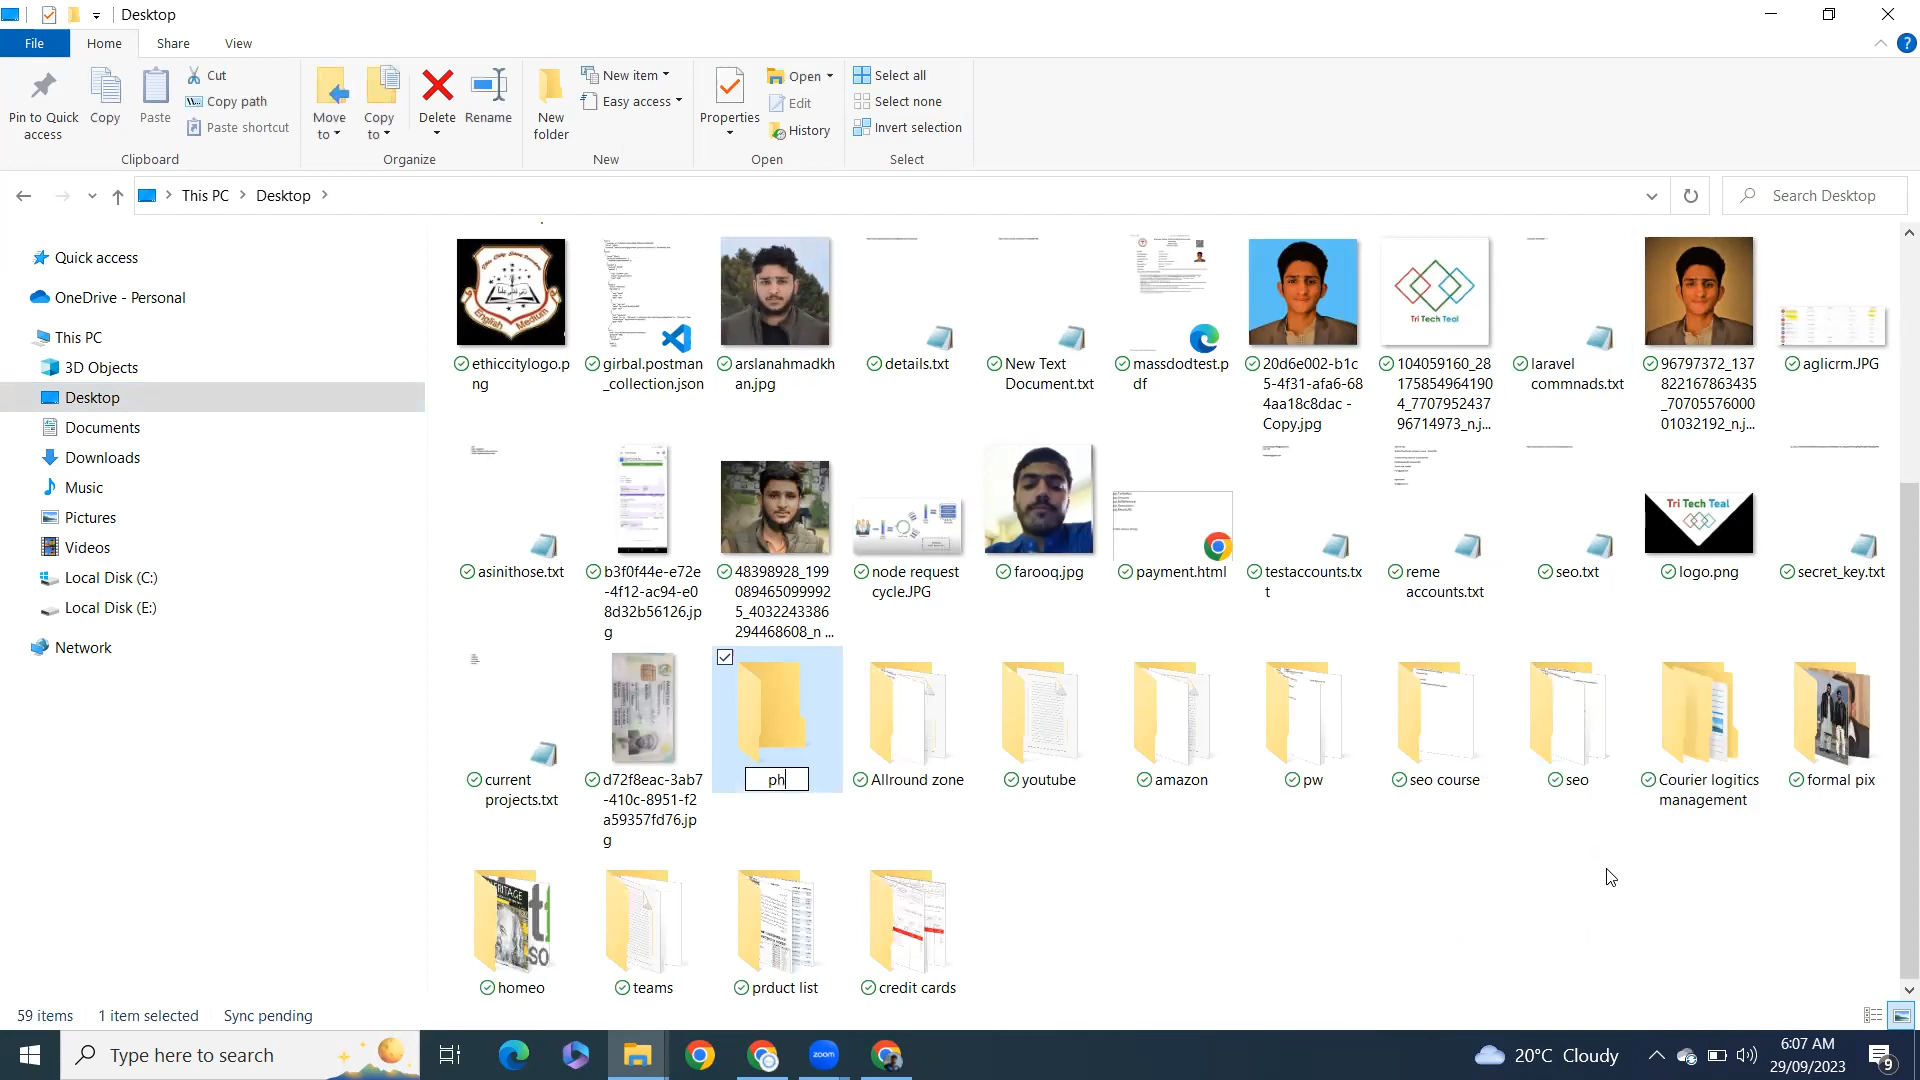 Desktop
File Home Share View
Pin to Quick access
Copy
Paste
Cut
Copy path
Paste shortcut
Clipboard
Move to
Copy to
Delete
Rename
Organize
New folder
New item
Easy access
New
Properties
Open
Edit
History
Open
Select all
Select none
Invert selection
Select
This PC > Desktop >
Search Desktop
Quick access
OneDrive - Personal
This PC
3D Objects
Desktop
Documents
Downloads
Music
Pictures
Videos
Local Disk (C:)
Local Disk (E:)
Network
English Medium
Tri Tech Teal
ethiccitylogo.p
ng
girbal.postman
_collection.json
arslanahmadkh
an.jpg
details.txt
New Text
Document.txt
massdodtest.p
df
20d6e002-b1c
5-4f31-afa6-68
4aa18c8dac -
Copy.jpg
104059160_28
175854964190
4_7707952437
96714973_n.j...
laravel
commnads.txt
96797372_137
822167863435
_70705576000
01032192_n.j...
aglicrm.JPG
Tri Tech Teal
asinithose.txt
b3f0f44e-e72e
-4f12-ac94-e0
8d32b56126.jp
g
48398928_199
089465099992
5_4032243386
294468608_n ...
node request
cycle.JPG
farooq.jpg
payment.html
testaccounts.tx
t
reme
accounts.txt
seo.txt
logo.png
secret_key.txt
current
projects.txt
d72f8eac-3ab7
-410c-8951-f2
a59357fd76.jp
g
ph
Allround zone
youtube
amazon
pw
seo course
seo
Courier logitics
management
formal pix
homeo
teams
prduct list
credit cards
59 items 1 item selected Sync pending
Type here to search
zoom
20°C Cloudy
6:07 AM
29/09/2023
9